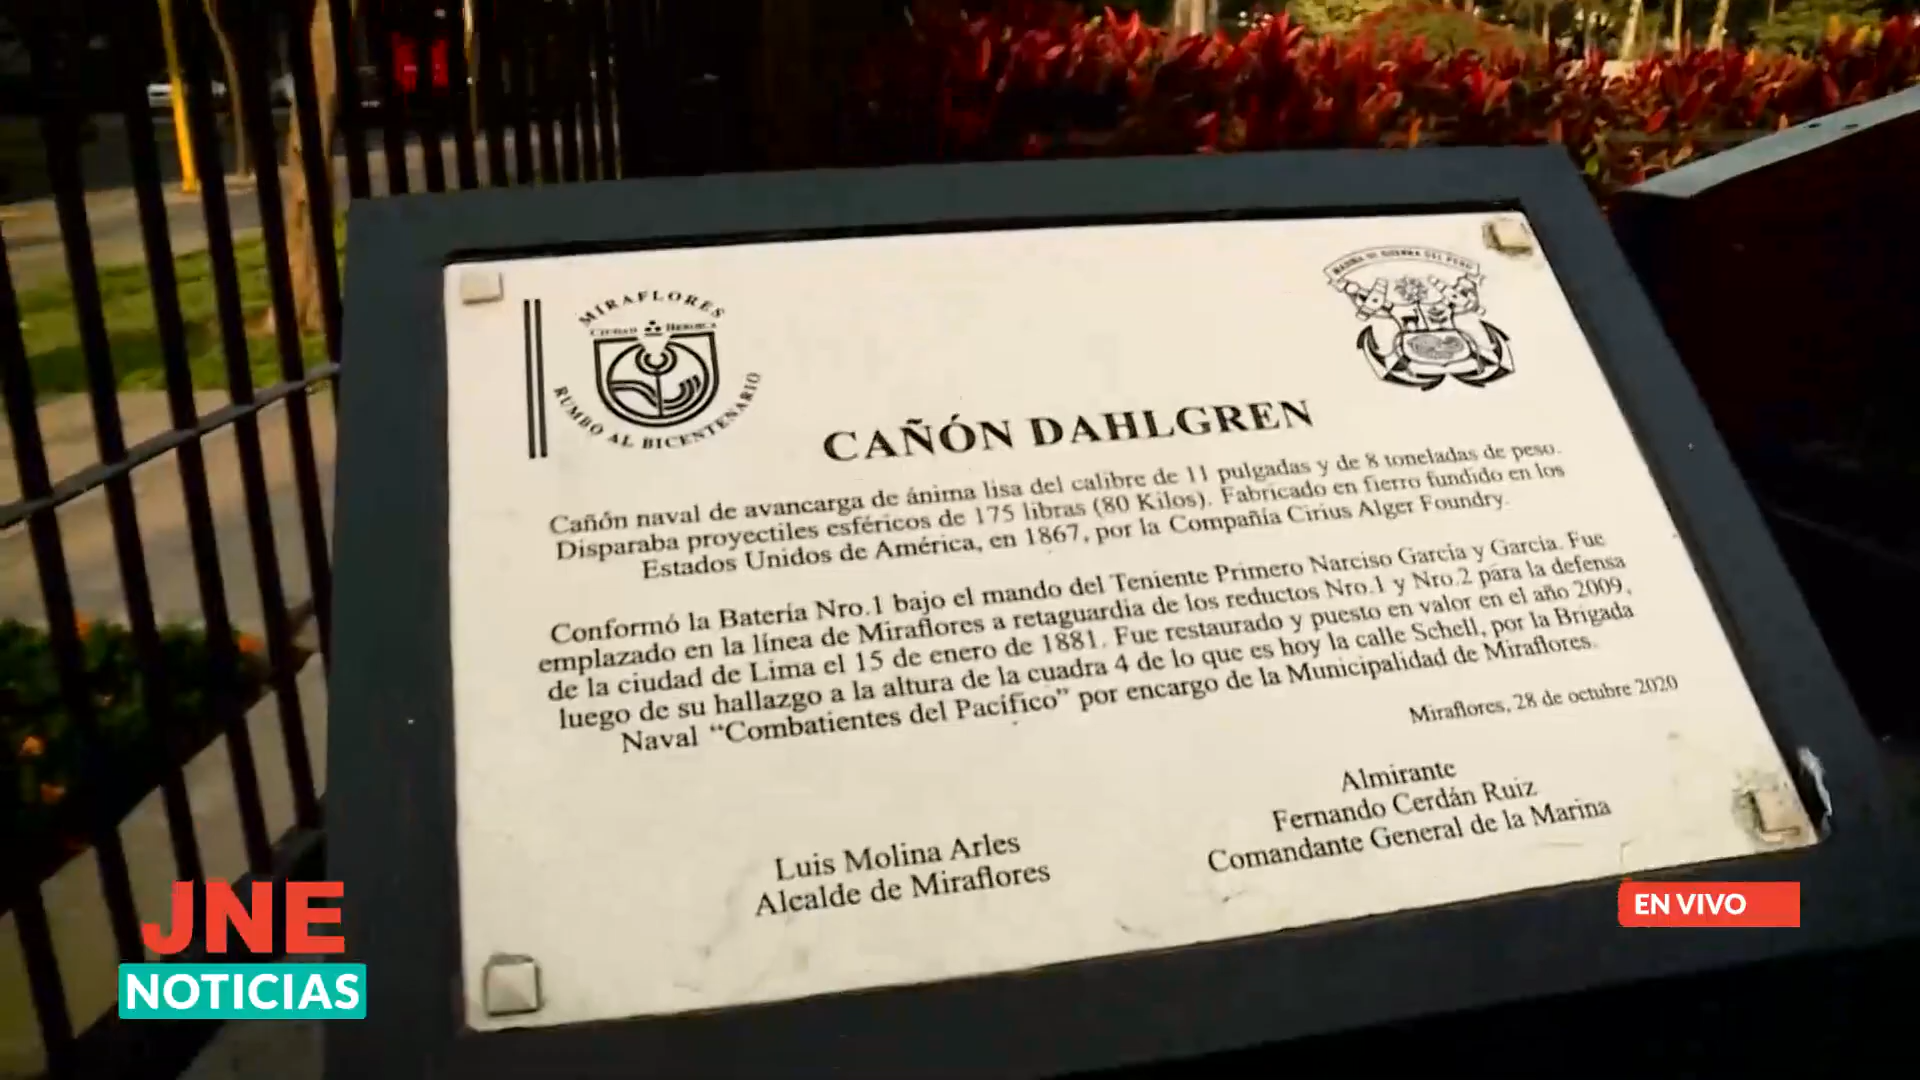 MIRAFLORES
CIUDAD HEROICA
RUMBO AL BICENTENARIO
MARINA DE GUERRA DEL PERÚ
CAÑÓN DAHLGREN
Cañón naval de avancarga de ánima lisa del calibre de 11 pulgadas y de 8 toneladas de peso.
Disparaba proyectiles esféricos de 175 libras (80 Kilos). Fabricado en fierro fundido en los
Estados Unidos de América, en 1867, por la Compañía Cirius Alger Foundry.
Conformó la Batería Nro.1 bajo el mando del Teniente Primero Narciso García y García. Fue
emplazado en la línea de Miraflores a retaguardia de los reductos Nro.1 y Nro.2 para la defensa
de la ciudad de Lima el 15 de enero de 1881. Fue restaurado y puesto en valor en el año 2009,
luego de su hallazgo a la altura de la cuadra 4 de lo que es hoy la calle Schell, por la Brigada
Naval “Combatientes del Pacífico” por encargo de la Municipalidad de Miraflores.
Miraflores, 28 de octubre 2020
Luis Molina Arles
Alcalde de Miraflores
Almirante
Fernando Cerdán Ruiz
Comandante General de la Marina
JNE
NOTICIAS
EN VIVO